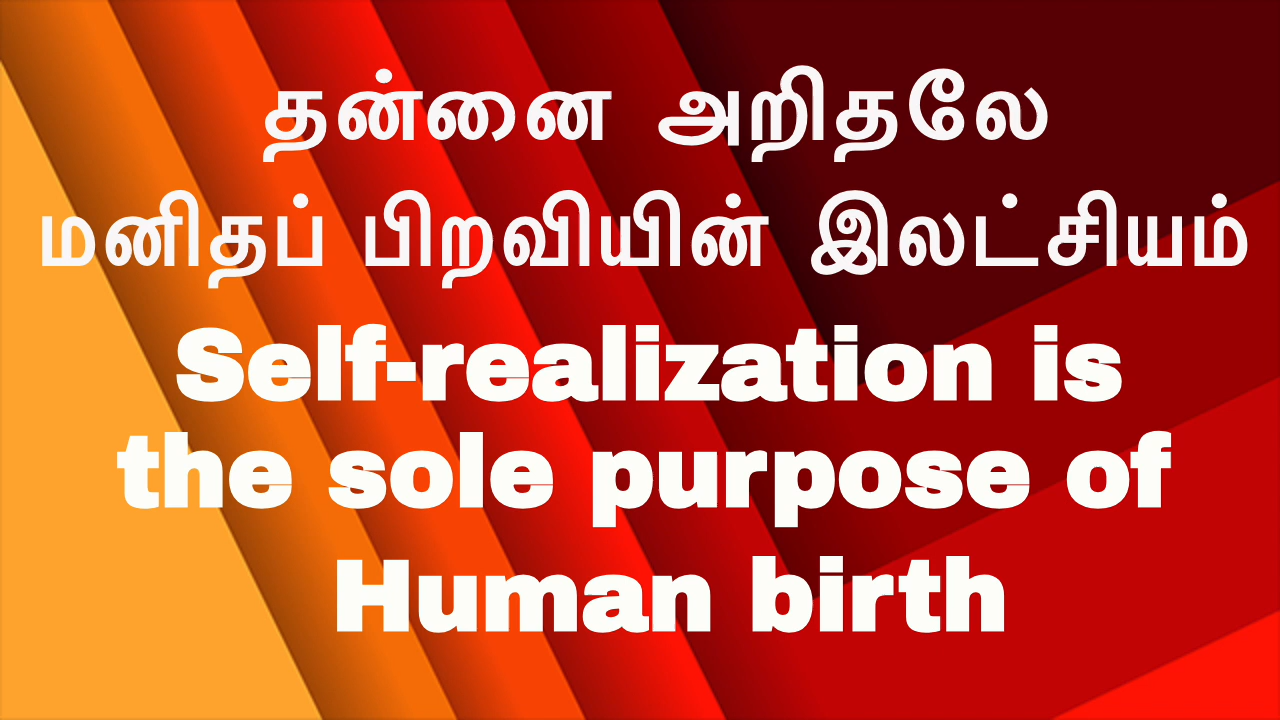 தன்னை அறிதலே
மனிதப் பிறவியின் இலட்சியம்
Self-realization is
the sole purpose of
Human birth